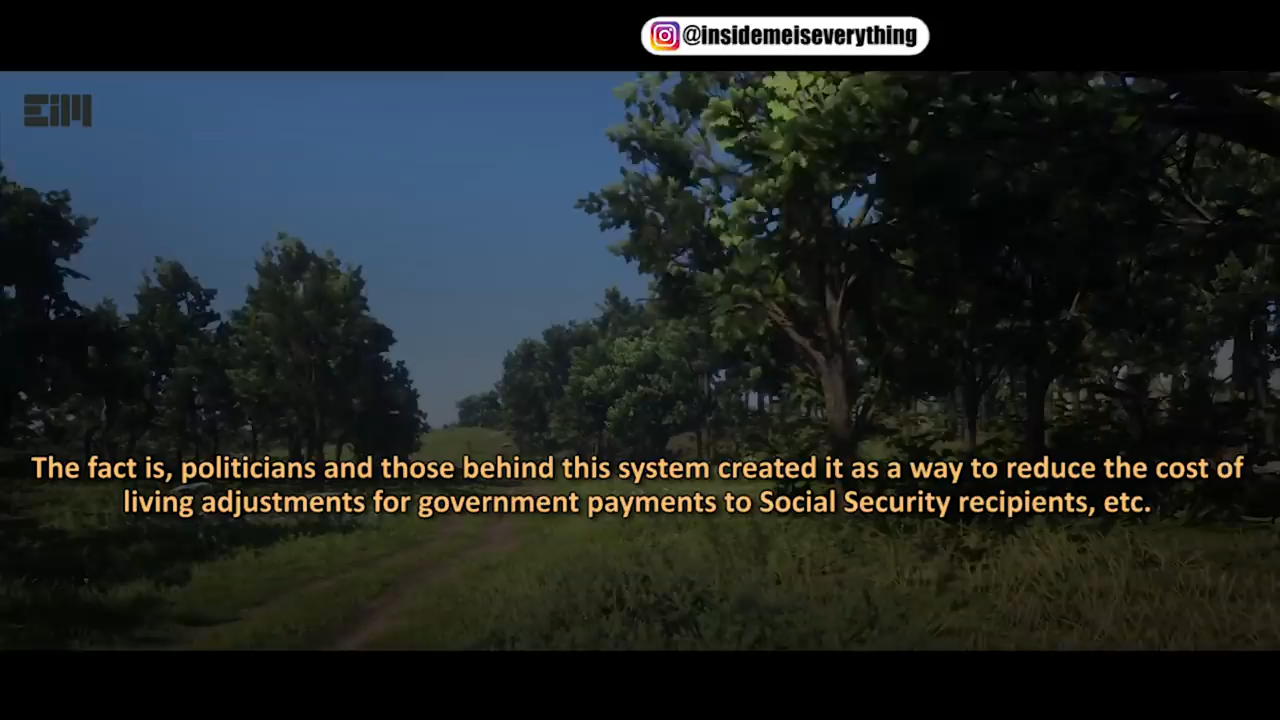 @insidemeiseverything
EiM
The fact is, politicians and those behind this system created it as a way to reduce the cost of
living adjustments for government payments to Social Security recipients, etc.